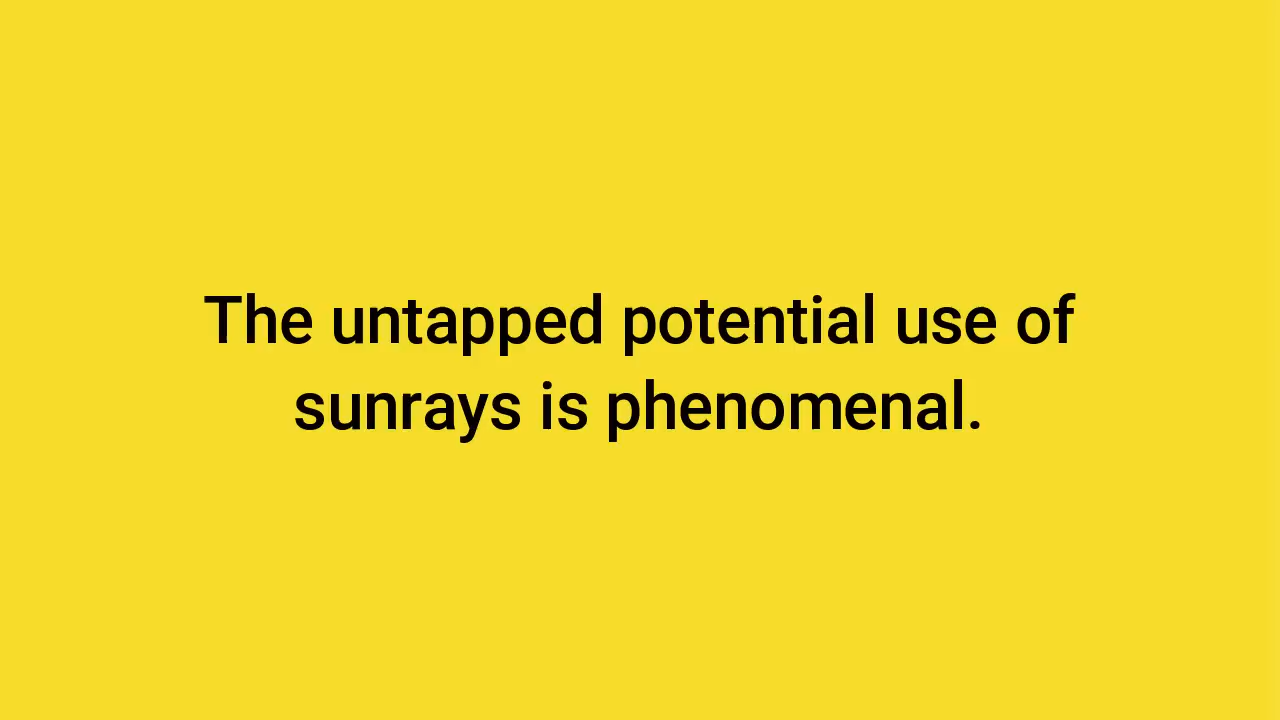 The untapped potential use of
sunrays is phenomenal.